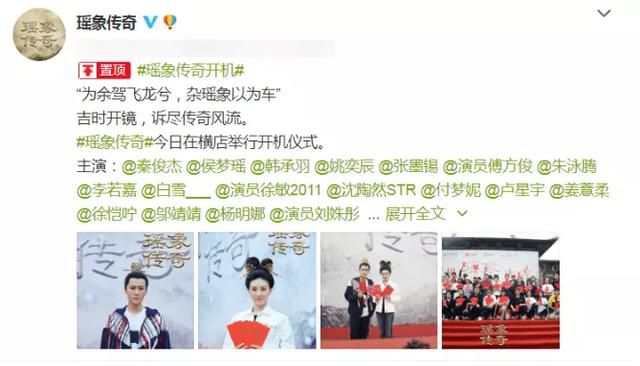 瑶象传奇
置顶 #瑶象传奇开机#
“为余驾飞龙兮，杂瑶象以为车”
吉时开镜，诉尽传奇风流。
#瑶象传奇#今日在横店举行开机仪式。
主演：@秦俊杰 @侯梦瑶 @韩承羽 @姚奕辰 @张墨锡 @演员傅方俊 @朱泳腾
@李若嘉 @白雪___ @演员徐敏2011 @沈陶然STR @付梦妮 @卢星宇 @姜薏柔
@徐恺咛 @邬靖靖 @杨明娜 @演员刘姝彤 ... 展开全文
瑶象
传奇
瑶象
传奇
传奇
瑶象
传奇